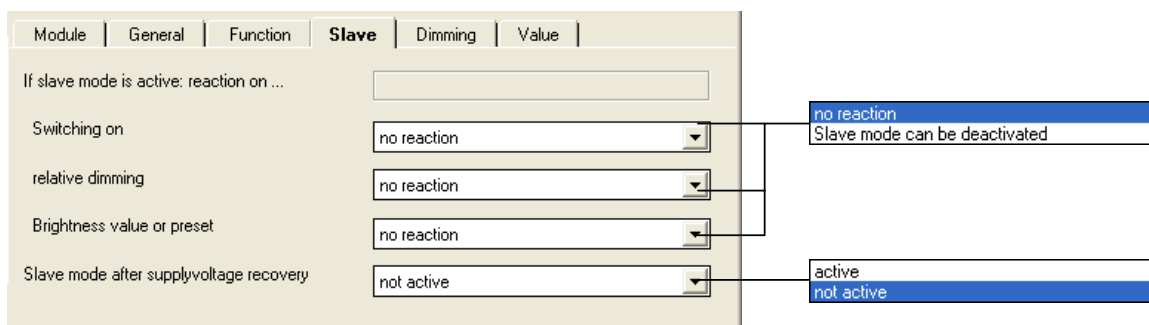 Module General Function Slave Dimming Value
If slave mode is active: reaction on ...
Switching on
no reaction
relative dimming
no reaction
Brightness value or preset
no reaction
Slave mode after supplyvoltage recovery
not active
no reaction
Slave mode can be deactivated
active
not active